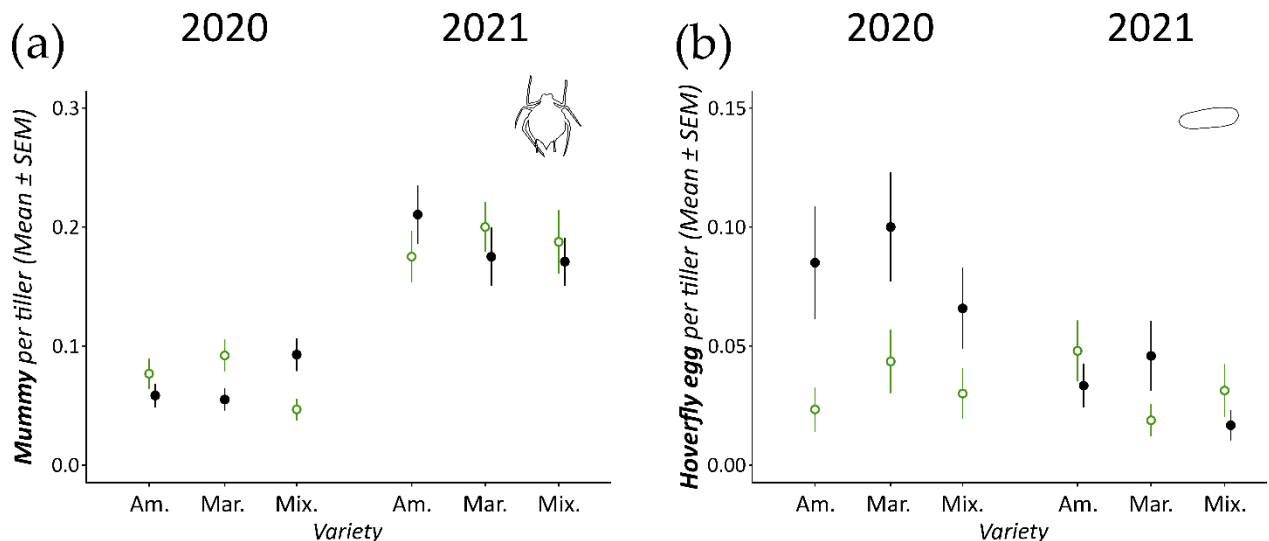 (a)
2020 2021
Mummy per tiller (Mean ± SEM)
0.3
0.2
0.1
0.0
Am. Mar. Mix. Am. Mar. Mix.
Variety
(b)
2020 2021
Hoverfly egg per tiller (Mean ± SEM)
0.15
0.10
0.05
0.00
Am. Mar. Mix. Am. Mar. Mix.
Variety